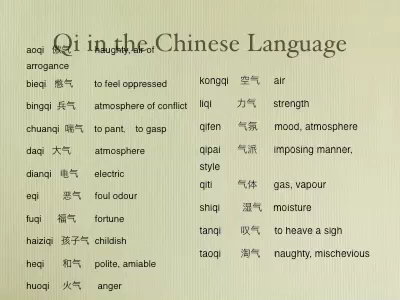 Qi in the Chinese Language
aoqi 傲气 naughty, air of
arrogance
bieqi 憋气 to feel oppressed
bingqi 兵气 atmosphere of conflict
chuanqi 喘气 to pant, to gasp
daqi 大气 atmosphere
dianqi 电气 electric
eqi 恶气 foul odour
fuqi 福气 fortune
haiziqi 孩子气 childish
heqi 和气 polite, amiable
huoqi 火气 anger
kongqi 空气 air
liqi 力气 strength
qifen 气氛 mood, atmosphere
qipai 气派 imposing manner,
style
qiti 气体 gas, vapour
shiqi 湿气 moisture
tanqi 叹气 to heave a sigh
taoqi 淘气 naughty, mischevious